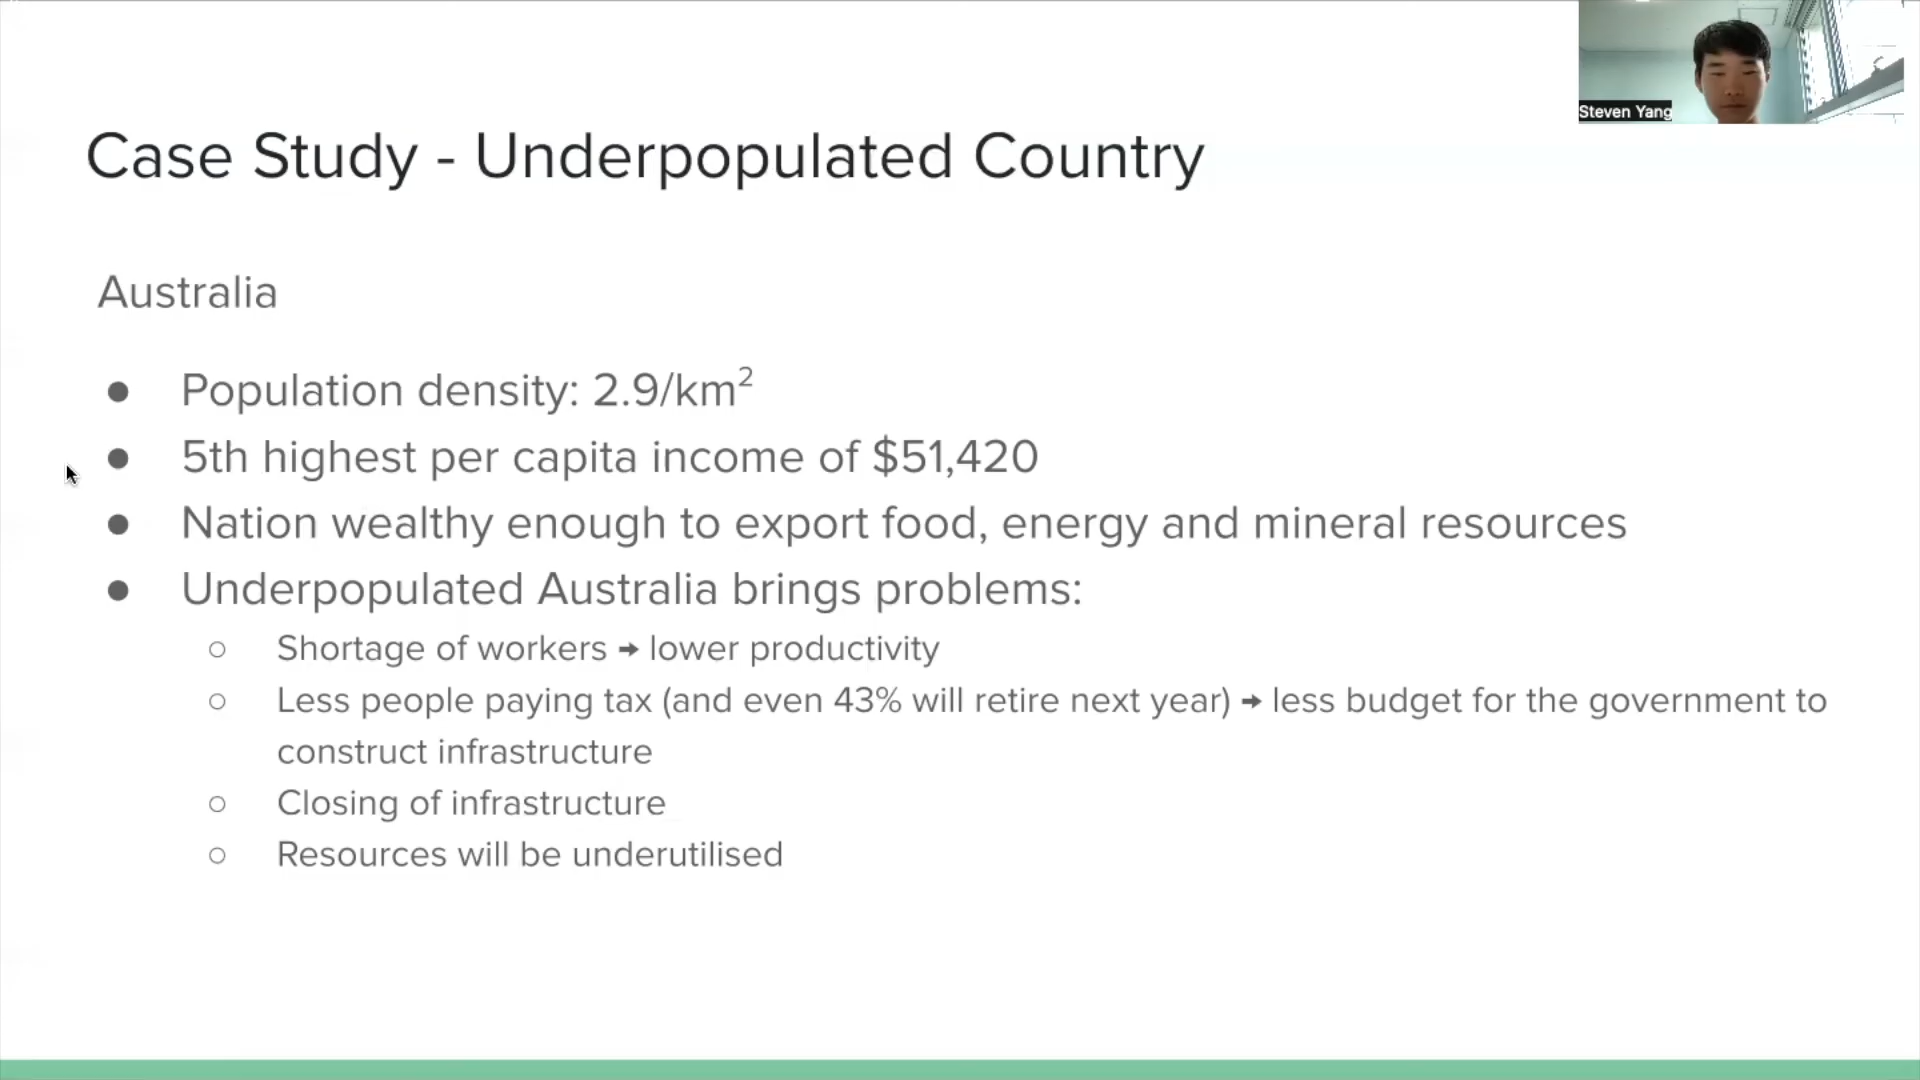 Steven Yang
Case Study - Underpopulated Country
Australia
● Population density: 2.9/km²
● 5th highest per capita income of $51,420
● Nation wealthy enough to export food, energy and mineral resources
● Underpopulated Australia brings problems:
○ Shortage of workers → lower productivity
○ Less people paying tax (and even 43% will retire next year) → less budget for the government to
construct infrastructure
○ Closing of infrastructure
○ Resources will be underutilised